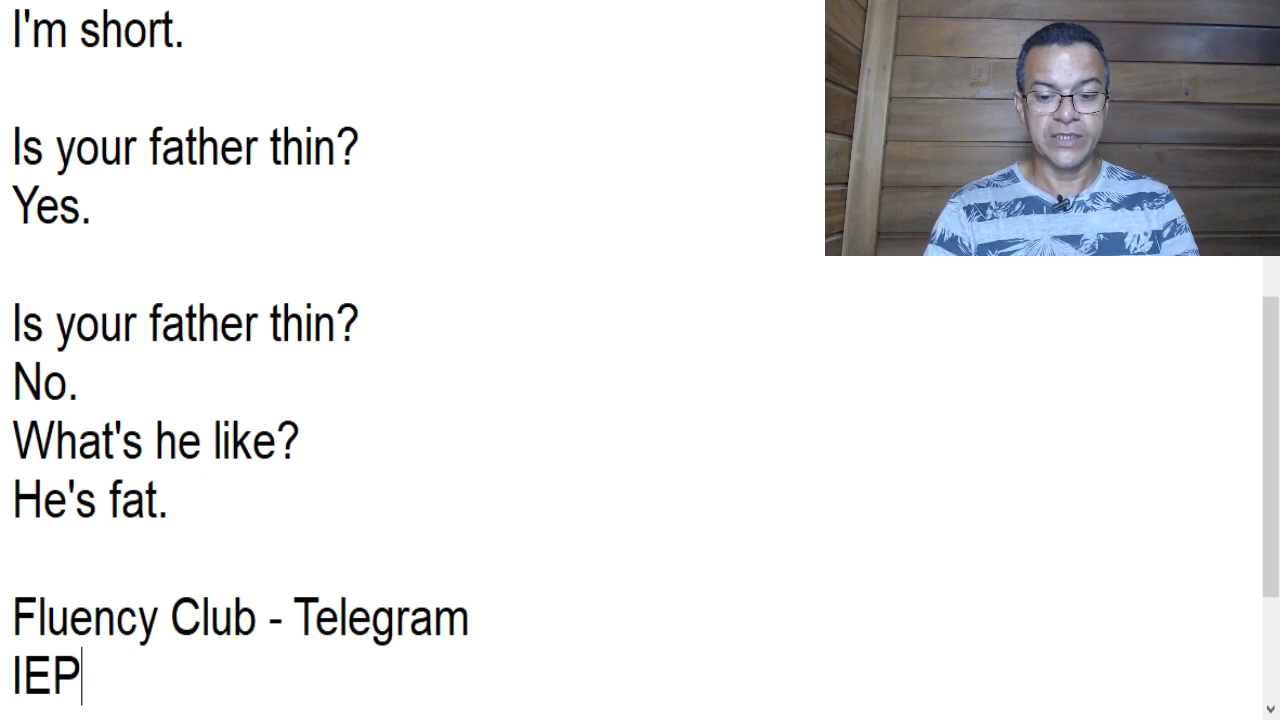 I'm short.
Is your father thin?
Yes.
Is your father thin?
No.
What's he like?
He's fat.
Fluency Club - Telegram
IEP